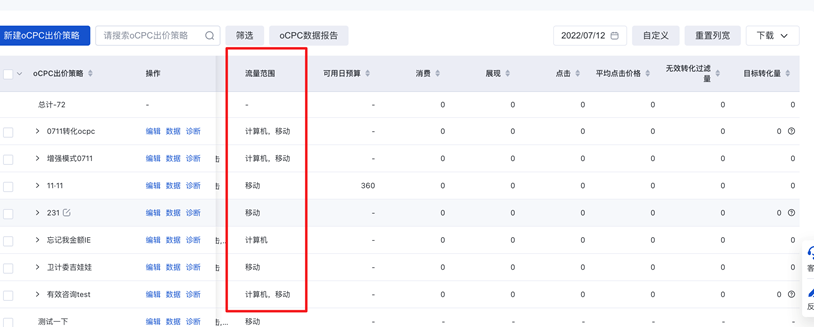 新建oCPC出价策略 请搜索oCPC出价策略 筛选 oCPC数据报告 2022/07/12 自定义 重置列宽 下载
oCPC出价策略 操作 流量范围 可用日预算 消费 展现 点击 平均点击价格 无效转化过滤量 目标转化量
总计-72 - - - 0 0 0 0 0 0
0711转化ocpc 编辑 数据 诊断 计算机，移动 - 0 0 0 0 0 0
增强模式0711 编辑 数据 诊断 击 计算机，移动 - 0 0 0 0 0 0
11-11 编辑 数据 诊断 击 移动 360 0 0 0 0 0 0
231 编辑 数据 诊断 移动 - 0 0 0 0 0 0
忘记我金额IE 编辑 数据 诊断 击,... 计算机 - 0 0 0 0 0 0
卫计委吉娃娃 编辑 数据 诊断 击 移动 - 0 0 0 0 0 0
有效咨询test 编辑 数据 诊断 计算机，移动 - 0 0 0 0 0 0
测试一下 编辑 数据 诊断 击,... 移动 - - - - - - -
客
反